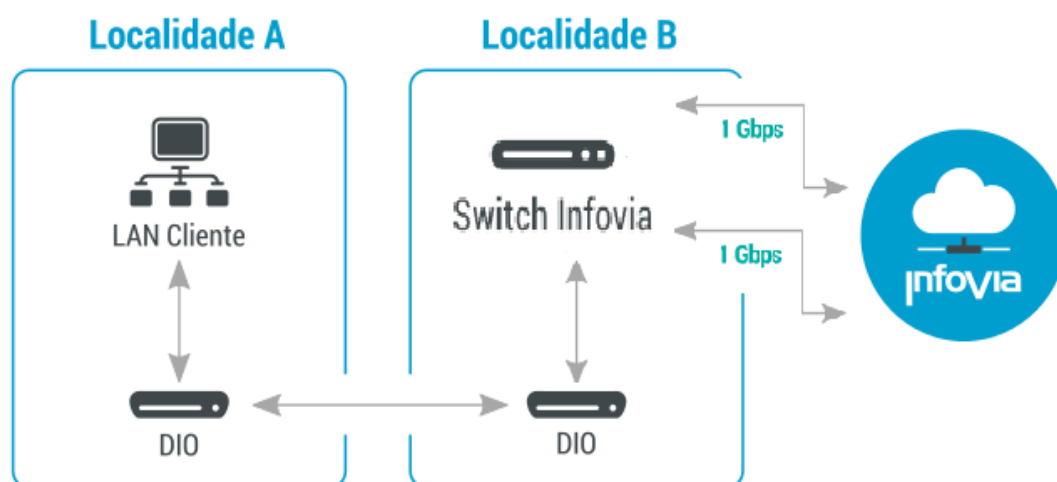 Localidade A
Localidade B
1 Gbps
LAN Cliente
Switch Infovia
1 Gbps
Infovia
DIO
DIO